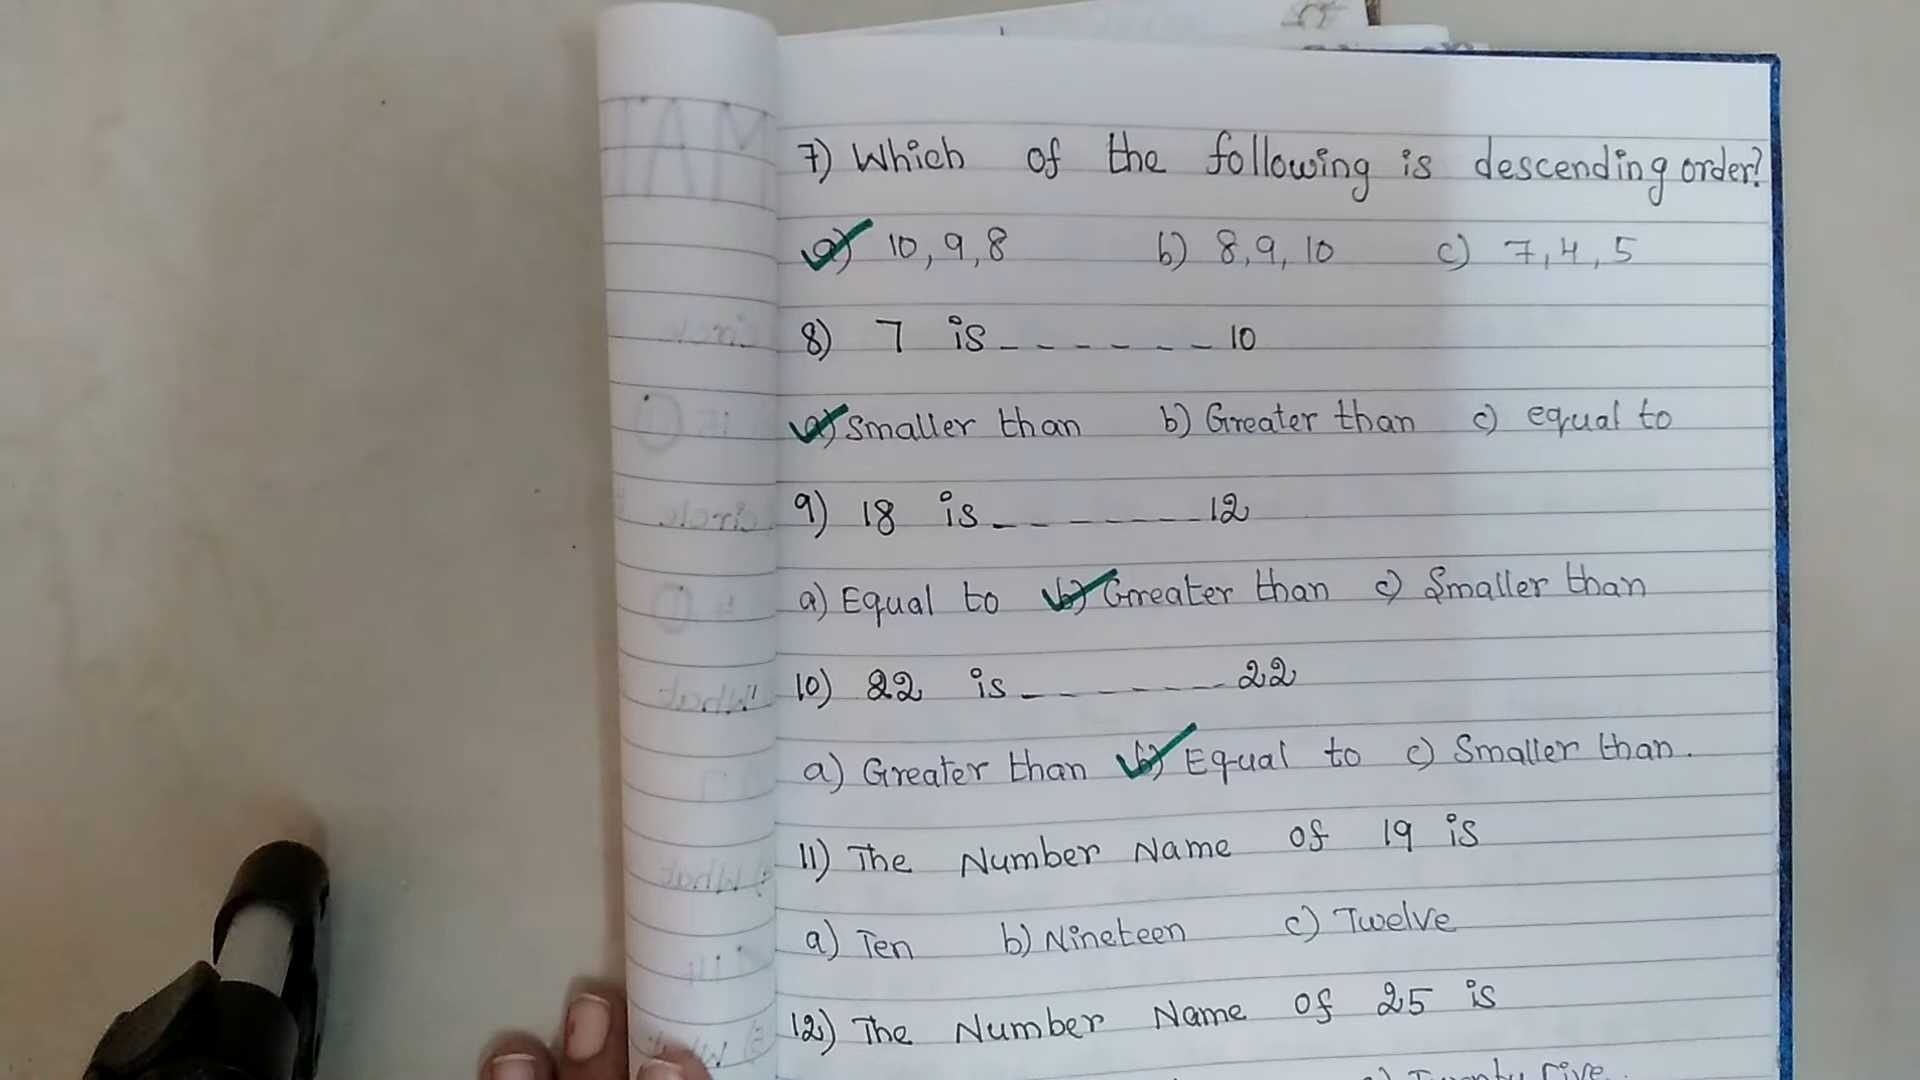 7) Which of the following is descending order?
a) 10, 9, 8 b) 8, 9, 10 c) 7, 4, 5
8) 7 is ------ 10
a) Smaller than b) Greater than c) equal to
9) 18 is ------- 12
a) Equal to b) Greater than c) Smaller than
10) 22 is ------- 22
a) Greater than b) Equal to c) Smaller than.
11) The Number Name of 19 is
a) Ten b) Nineteen c) Twelve
12) The Number Name of 25 is
Twenty Five.